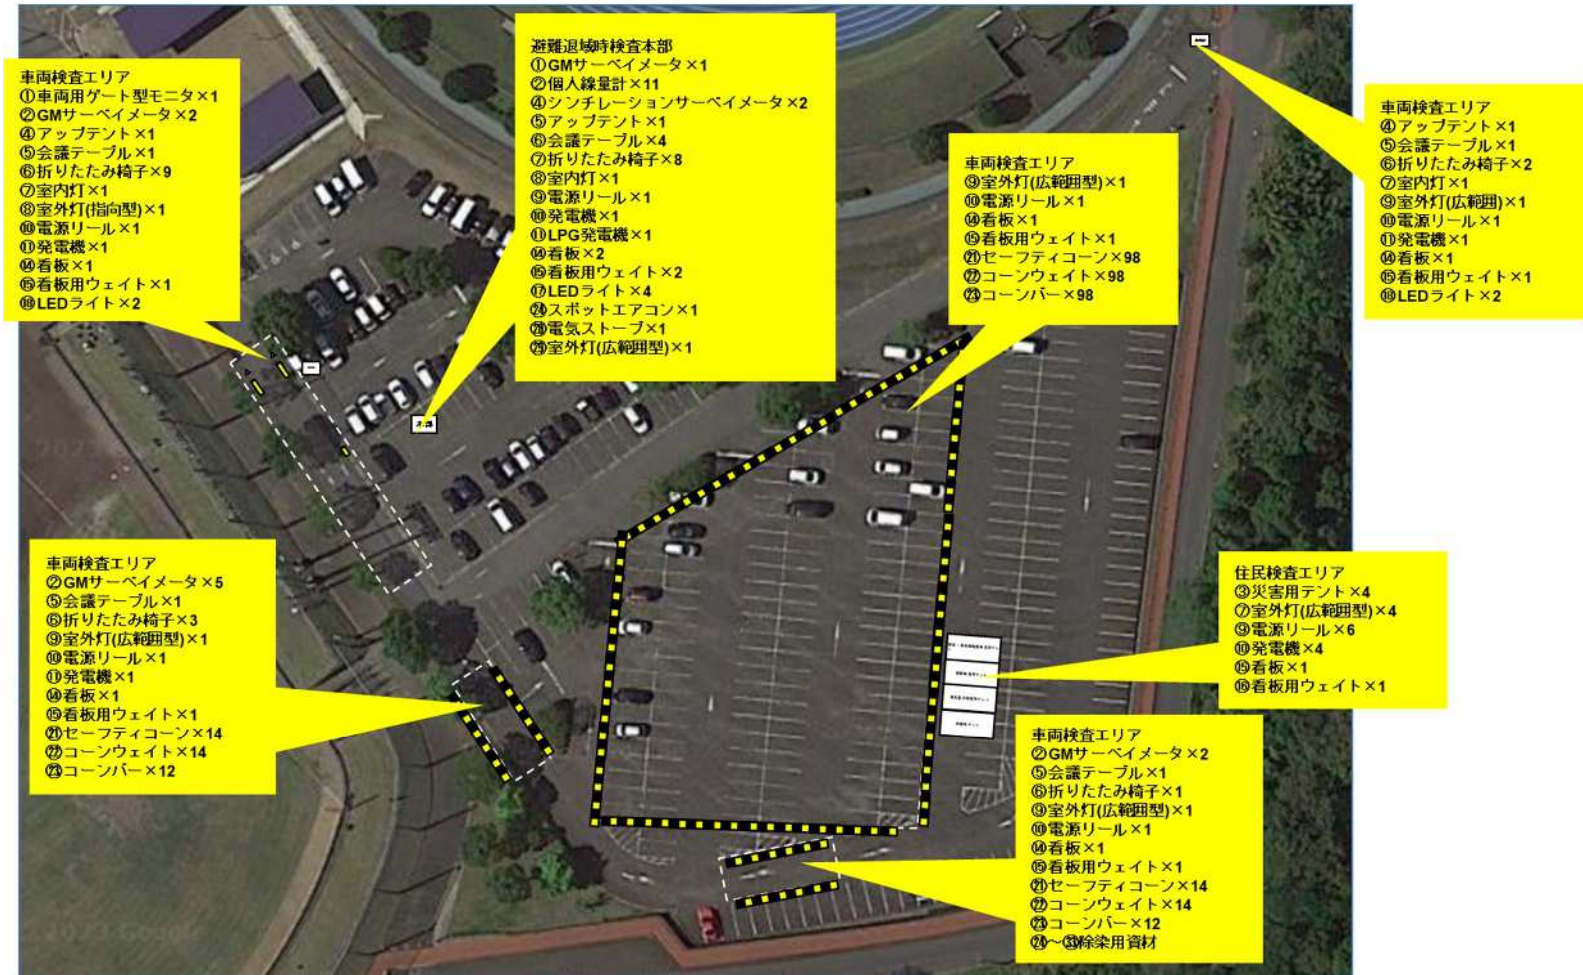 車両検査エリア
①車両用ゲート型モニタ×1
②GMサーベイメータ×2
④アップテント×1
⑤会議テーブル×1
⑥折りたたみ椅子×9
⑦室内灯×1
⑧室外灯(指向型)×1
⑩電源リール×1
⑪発電機×1
⑭看板×1
⑮看板用ウェイト×1
⑱LEDライト×2
避難退域時検査本部
①GMサーベイメータ×1
②個人線量計×11
④シンチレーションサーベイメータ×2
⑤アップテント×1
⑥会議テーブル×4
⑦折りたたみ椅子×8
⑧室内灯×1
⑨電源リール×1
⑩発電機×1
⑪LPG発電機×1
⑭看板×2
⑮看板用ウェイト×2
⑰LEDライト×4
スポットエアコン×1
電気ストーブ×1
室外灯(広範囲型)×1
車両検査エリア
⑨室外灯(広範囲型)×1
⑩電源リール×1
⑭看板×1
⑮看板用ウェイト×1
㉑セーフティコーン×98
㉒コーンウェイト×98
㉓コーンバー×98
車両検査エリア
④アップテント×1
⑤会議テーブル×1
⑥折りたたみ椅子×2
⑦室内灯×1
⑨室外灯(広範囲)×1
⑩電源リール×1
⑪発電機×1
⑭看板×1
⑮看板用ウェイト×1
⑱LEDライト×2
本部
車両検査エリア
②GMサーベイメータ×5
⑤会議テーブル×1
⑥折りたたみ椅子×3
⑨室外灯(広範囲型)×1
⑩電源リール×1
⑪発電機×1
⑭看板×1
⑮看板用ウェイト×1
㉑セーフティコーン×14
㉒コーンウェイト×14
㉓コーンバー×12
住民検査エリア
③災害用テント×4
⑦室外灯(広範囲型)×4
⑨電源リール×6
⑩発電機×4
⑮看板×1
⑯看板用ウェイト×1
車両検査エリア
②GMサーベイメータ×2
⑤会議テーブル×1
⑥折りたたみ椅子×1
⑨室外灯(広範囲型)×1
⑩電源リール×1
⑭看板×1
⑮看板用ウェイト×1
㉑セーフティコーン×14
㉒コーンウェイト×14
㉓コーンバー×12
㉔～㉝除染用資材
2023 Google